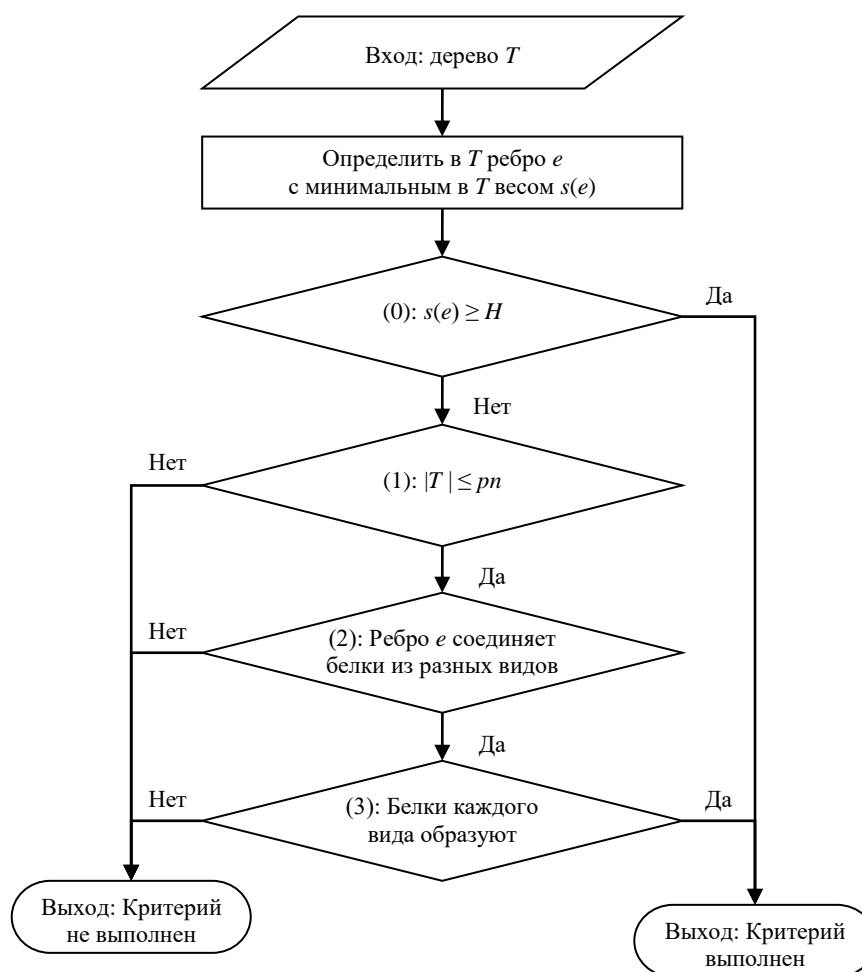 Вход: дерево T
Определить в T ребро e
с минимальным в T весом s(e)
(0): s(e) ≥ H
Да
Нет
Нет
(1): |T | ≤ pn
Да
Нет
(2): Ребро e соединяет
белки из разных видов
Да
Нет
(3): Белки каждого
вида образуют
Да
Выход: Критерий
не выполнен
Выход: Критерий
выполнен